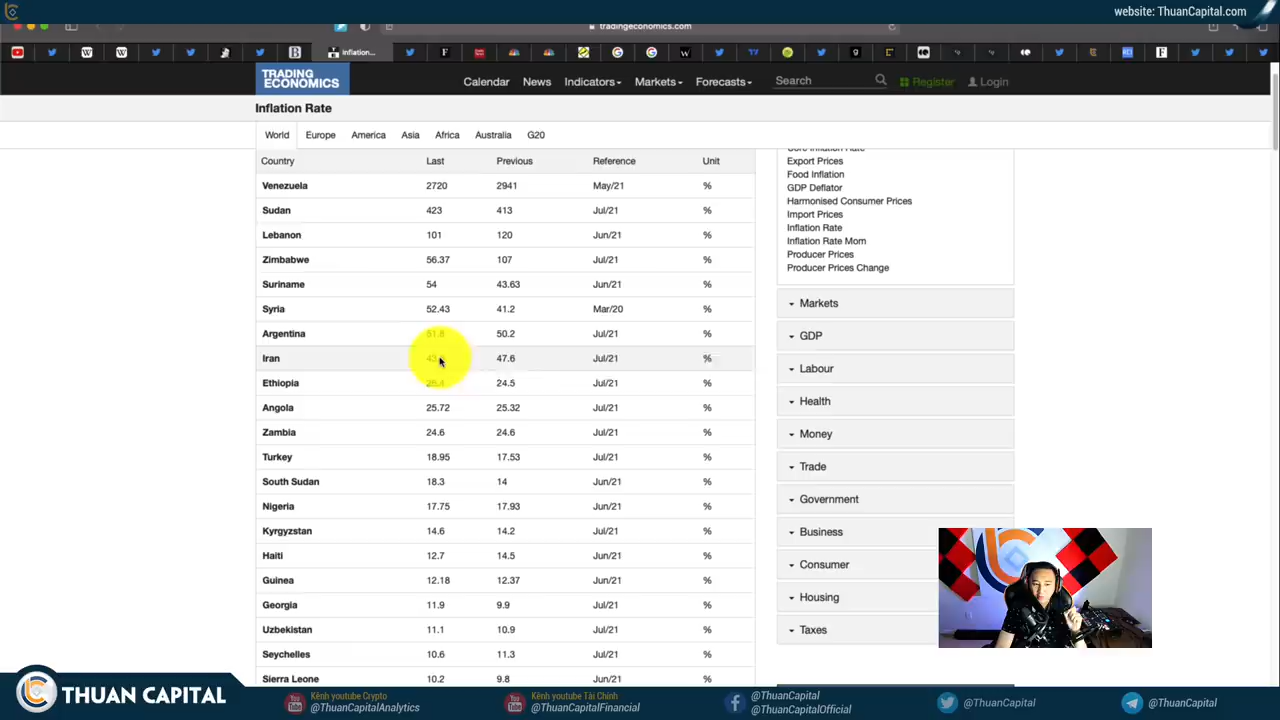 website: ThuanCapital.com
tradingeconomics.com
Inflation...
TRADING
ECONOMICS
Calendar News Indicators Markets Forecasts Search Register Login
Inflation Rate
World Europe America Asia Africa Australia G20
Country Last Previous Reference Unit
Venezuela 2720 2941 May/21 %
Sudan 423 413 Jul/21 %
Lebanon 101 120 Jun/21 %
Zimbabwe 56.37 107 Jul/21 %
Suriname 54 43.63 Jun/21 %
Syria 52.43 41.2 Mar/20 %
Argentina 51.8 50.2 Jul/21 %
Iran 47.6 Jul/21 %
Ethiopia 26.4 24.5 Jul/21 %
Angola 25.72 25.32 Jul/21 %
Zambia 24.6 24.6 Jul/21 %
Turkey 18.95 17.53 Jul/21 %
South Sudan 18.3 14 Jun/21 %
Nigeria 17.75 17.93 Jun/21 %
Kyrgyzstan 14.6 14.2 Jul/21 %
Haiti 12.7 14.5 Jun/21 %
Guinea 12.18 12.37 Jun/21 %
Georgia 11.9 9.9 Jul/21 %
Uzbekistan 11.1 10.9 Jul/21 %
Seychelles 10.6 11.3 Jul/21 %
Sierra Leone 10.2 9.8 Jun/21 %
Core Inflation Rate
Export Prices
Food Inflation
GDP Deflator
Harmonised Consumer Prices
Import Prices
Inflation Rate
Inflation Rate Mom
Producer Prices
Producer Prices Change
Markets
GDP
Labour
Health
Money
Trade
Government
Business
Consumer
Housing
Taxes
THUAN CAPITAL
Kênh youtube Crypto
@ThuanCapitalAnalytics
Kênh youtube Tài Chính
@ThuanCapitalFinancial
@ThuanCapital
@ThuanCapitalOfficial
@ThuanCapital
@ThuanCapital